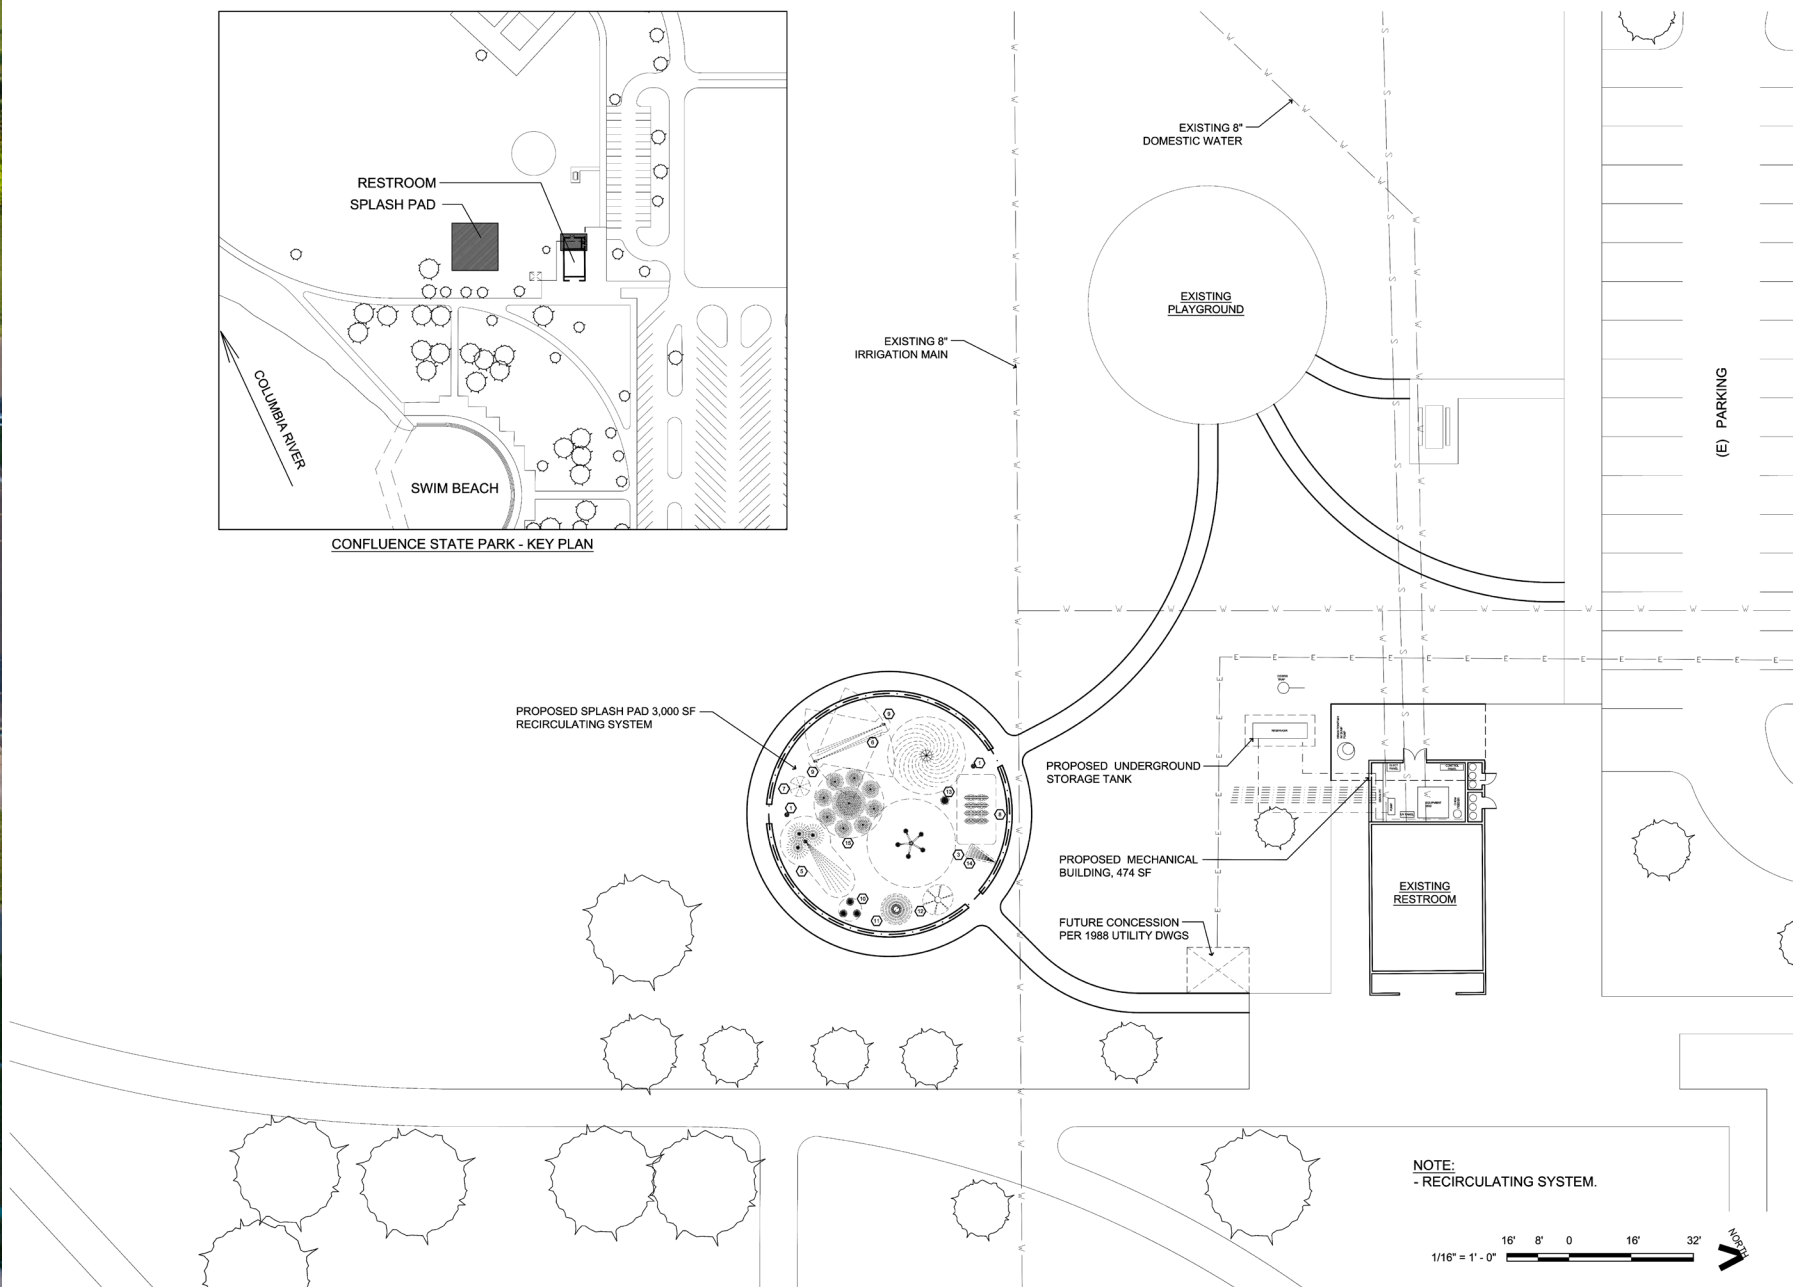 RESTROOM
SPLASH PAD
COLUMBIA RIVER
SWIM BEACH
CONFLUENCE STATE PARK - KEY PLAN
EXISTING 8"
DOMESTIC WATER
EXISTING
PLAYGROUND
EXISTING 8"
IRRIGATION MAIN
(E) PARKING
PROPOSED SPLASH PAD 3,000 SF
RECIRCULATING SYSTEM
PROPOSED UNDERGROUND
STORAGE TANK
RESERVOIR
PROPOSED MECHANICAL
BUILDING, 474 SF
EXISTING
RESTROOM
FUTURE CONCESSION
PER 1988 UTILITY DWGS
NOTE:
- RECIRCULATING SYSTEM.
16' 8' 0 16' 32'
1/16" = 1' - 0"
NORTH